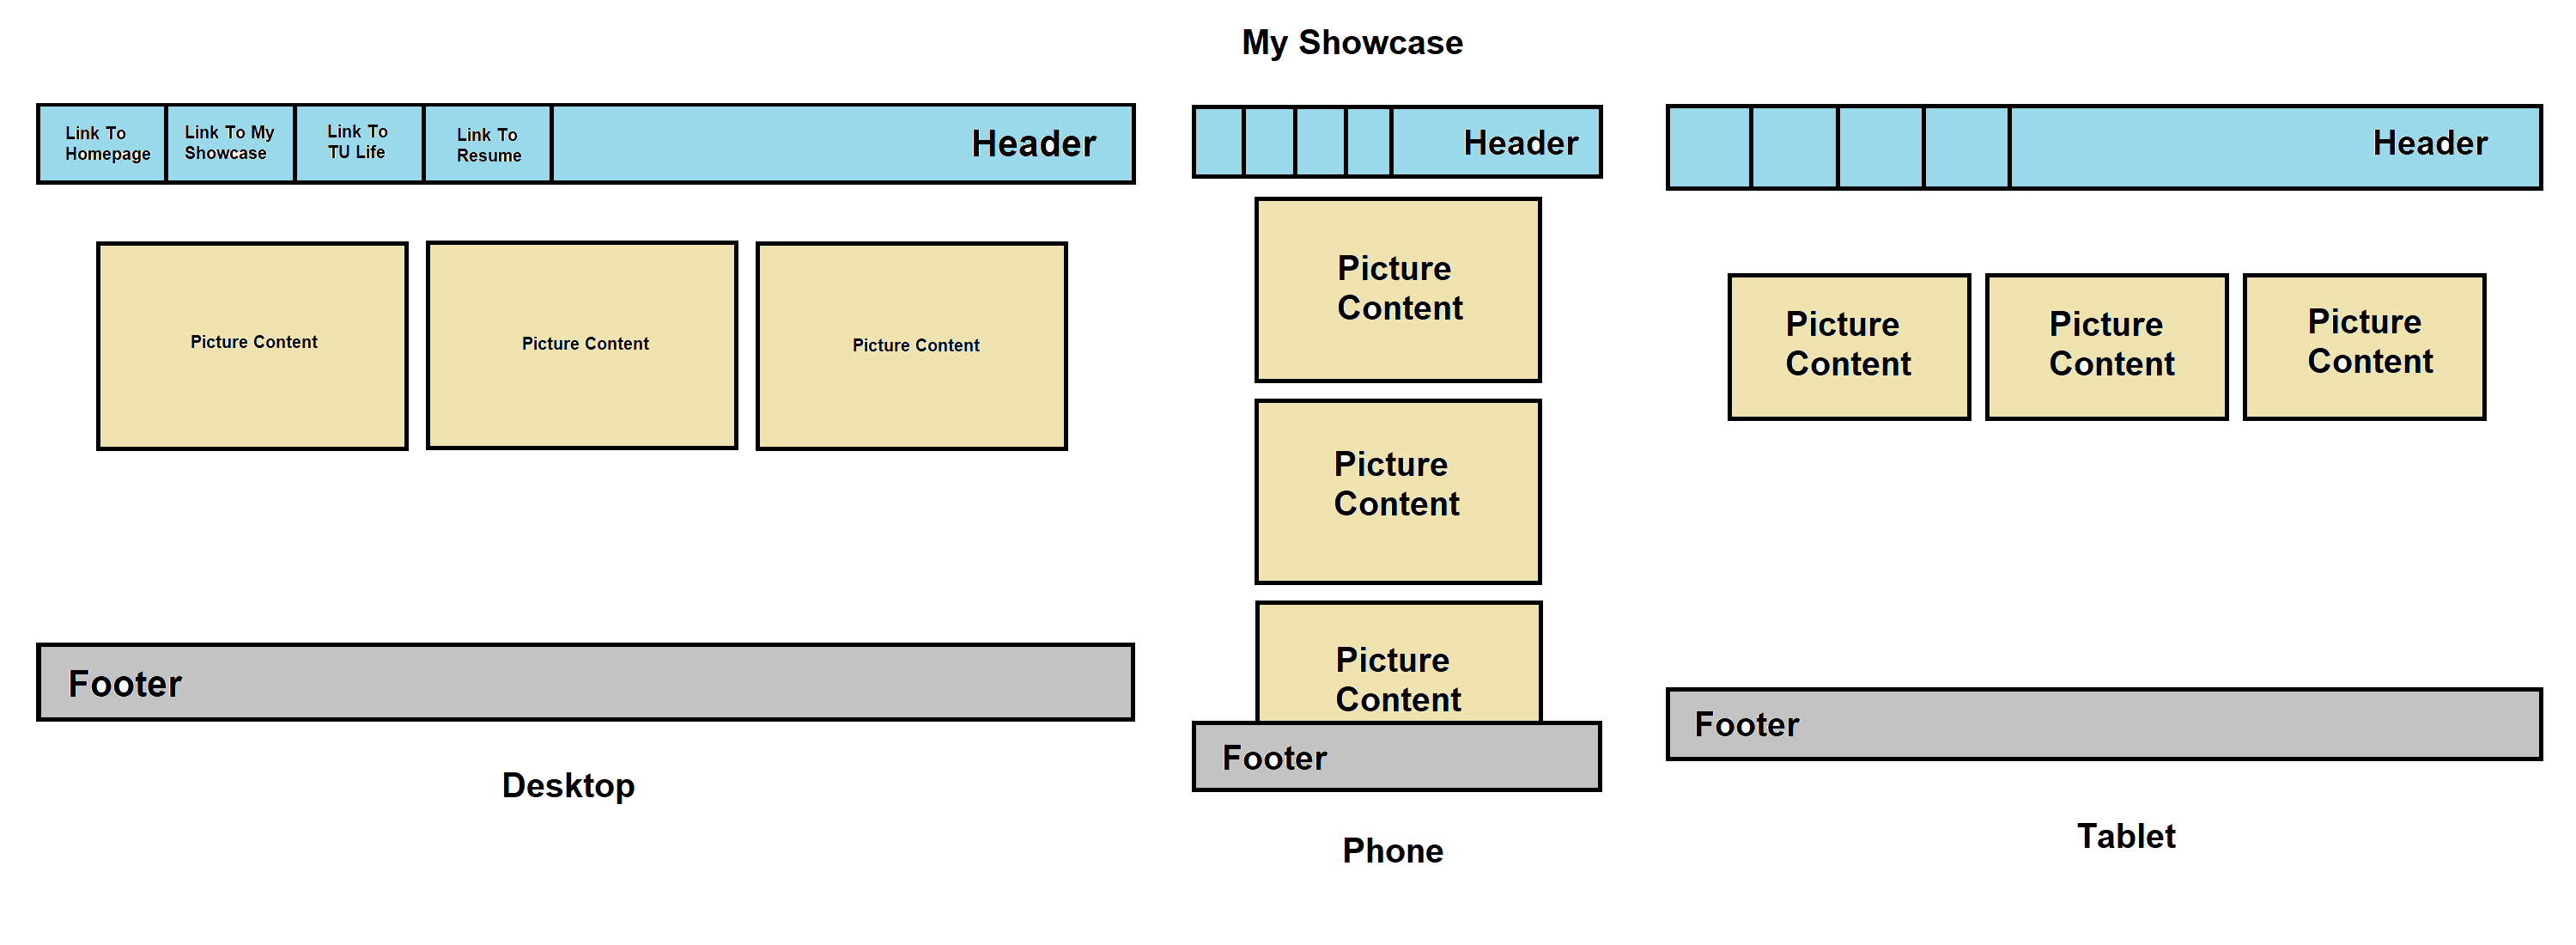 My Showcase
Link To
Homepage
Link To My
Showcase
Link To
TU Life
Link To
Resume
Header
Picture Content
Picture Content
Picture Content
Footer
Desktop
Header
Picture
Content
Picture
Content
Picture
Content
Footer
Phone
Header
Picture
Content
Picture
Content
Picture
Content
Footer
Tablet